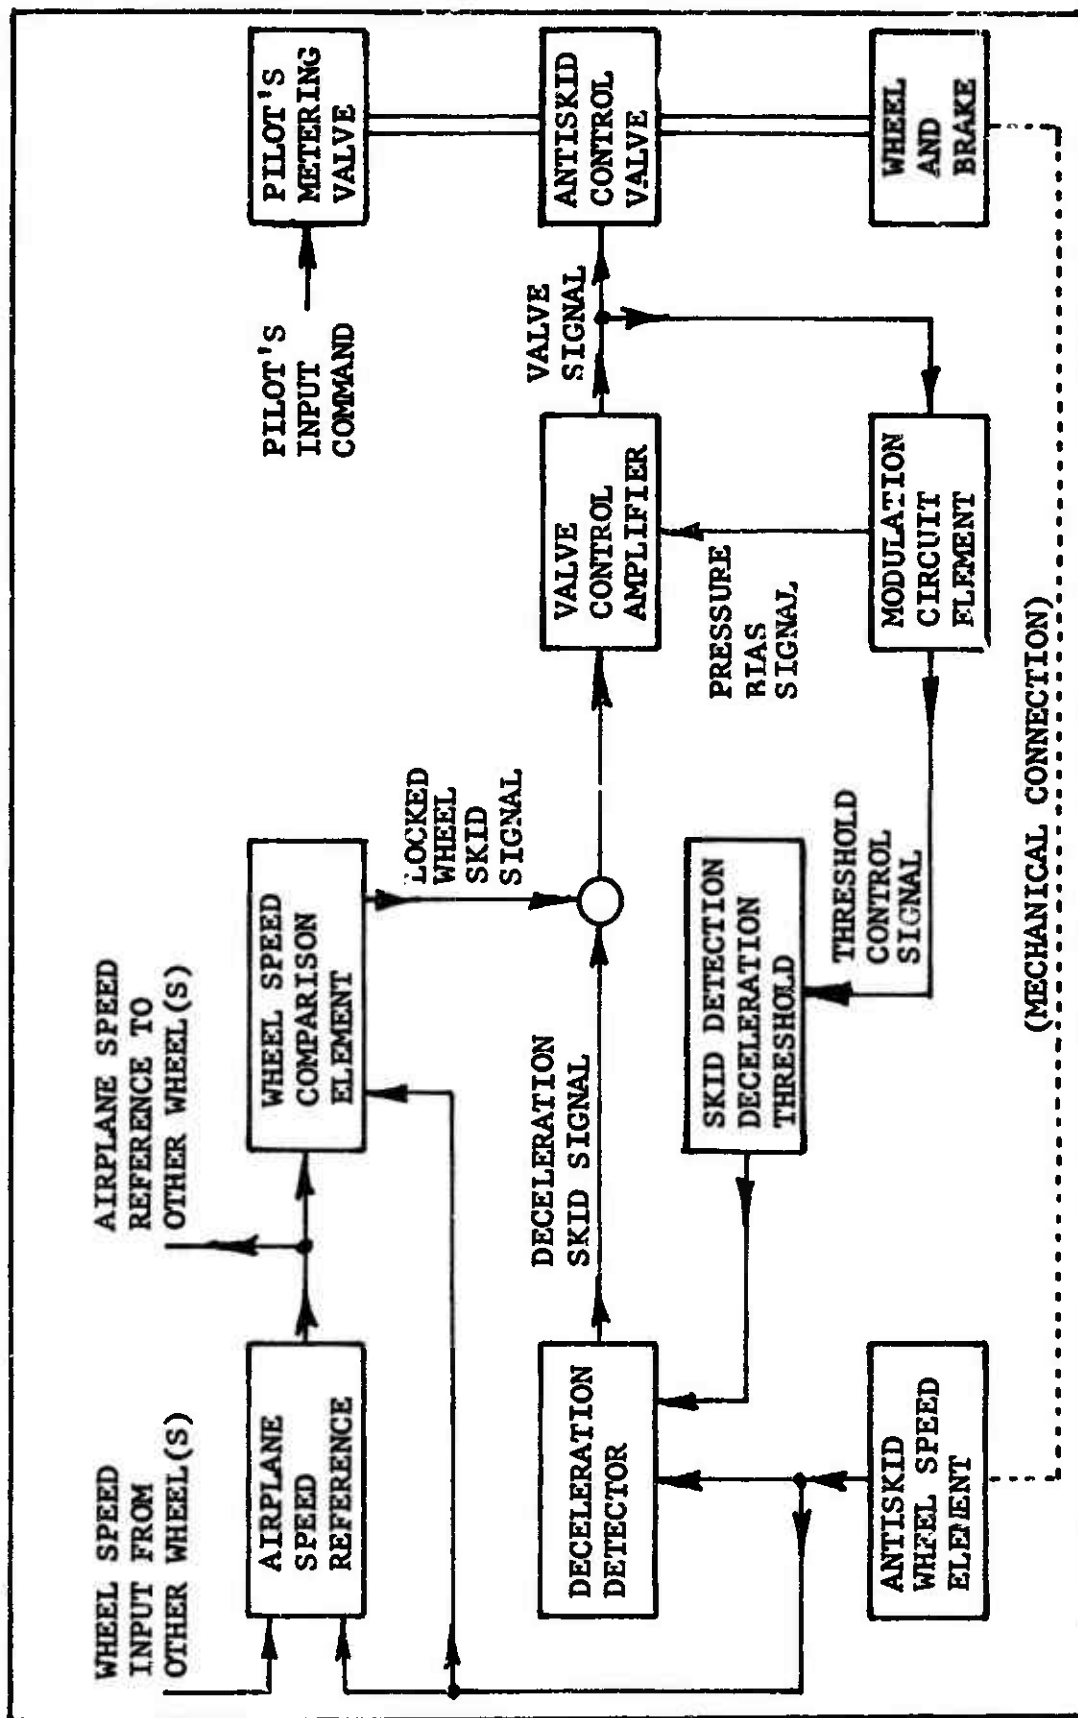 WHEEL SPEED
INPUT FROM
OTHER WHEEL(S)
AIRPLANE SPEED
REFERENCE TO
OTHER WHEEL(S)
AIRPLANE
SPEED
REFERENCE
WHEEL SPEED
COMPARISON
ELEMENT
PILOT'S
INPUT
COMMAND
PILOT'S
METERING
VALVE
LOCKED
WHEEL
SKID
SIGNAL
DECELERATION
DETECTOR
DECELERATION
SKID SIGNAL
VALVE
CONTROL
AMPLIFIER
VALVE
SIGNAL
ANTISKID
CONTROL
VALVE
SKID DETECTION
DECELERATION
THRESHOLD
PRESSURE
BIAS
SIGNAL
THRESHOLD
CONTROL
SIGNAL
ANTISKID
WHEEL SPEED
ELEMENT
MODULATION
CIRCUIT
ELEMENT
WHEEL
AND
BRAKE
(MECHANICAL CONNECTION)